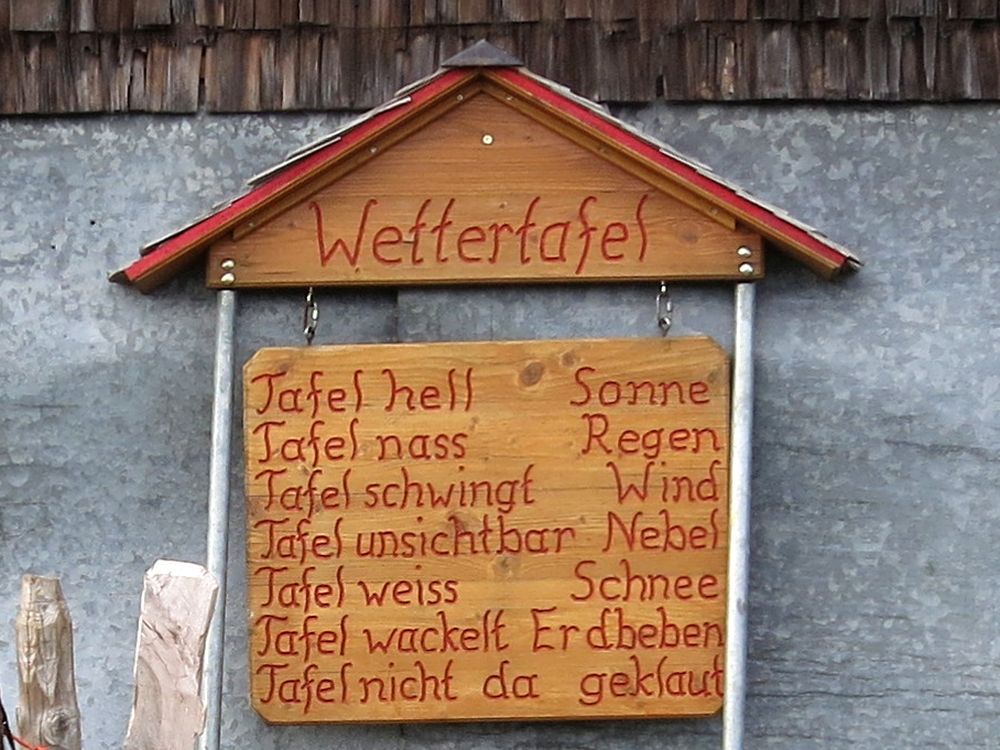 Wettertafel
Tafel hell Sonne
Tafel nass Regen
Tafel schwingt Wind
Tafel unsichtbar Nebel
Tafel weiss Schnee
Tafel wackelt Erdbeben
Tafel nicht da geklaut